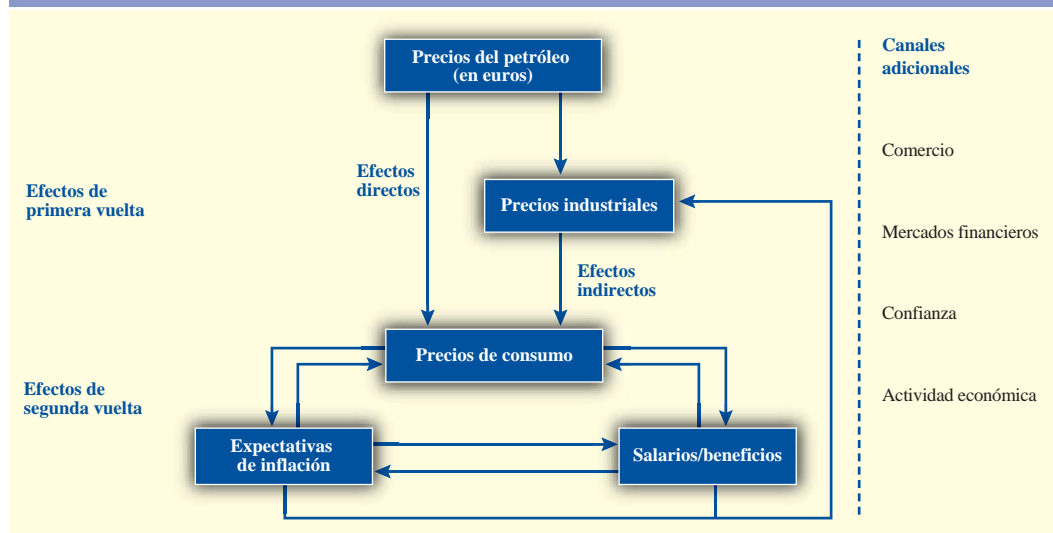 Precios del petróleo
(en euros)
Canales
adicionales
Comercio
Efectos
directos
Efectos de
primera vuelta
Precios industriales
Mercados financieros
Efectos
indirectos
Confianza
Precios de consumo
Efectos de
segunda vuelta
Actividad económica
Expectativas
de inflación
Salarios/beneficios